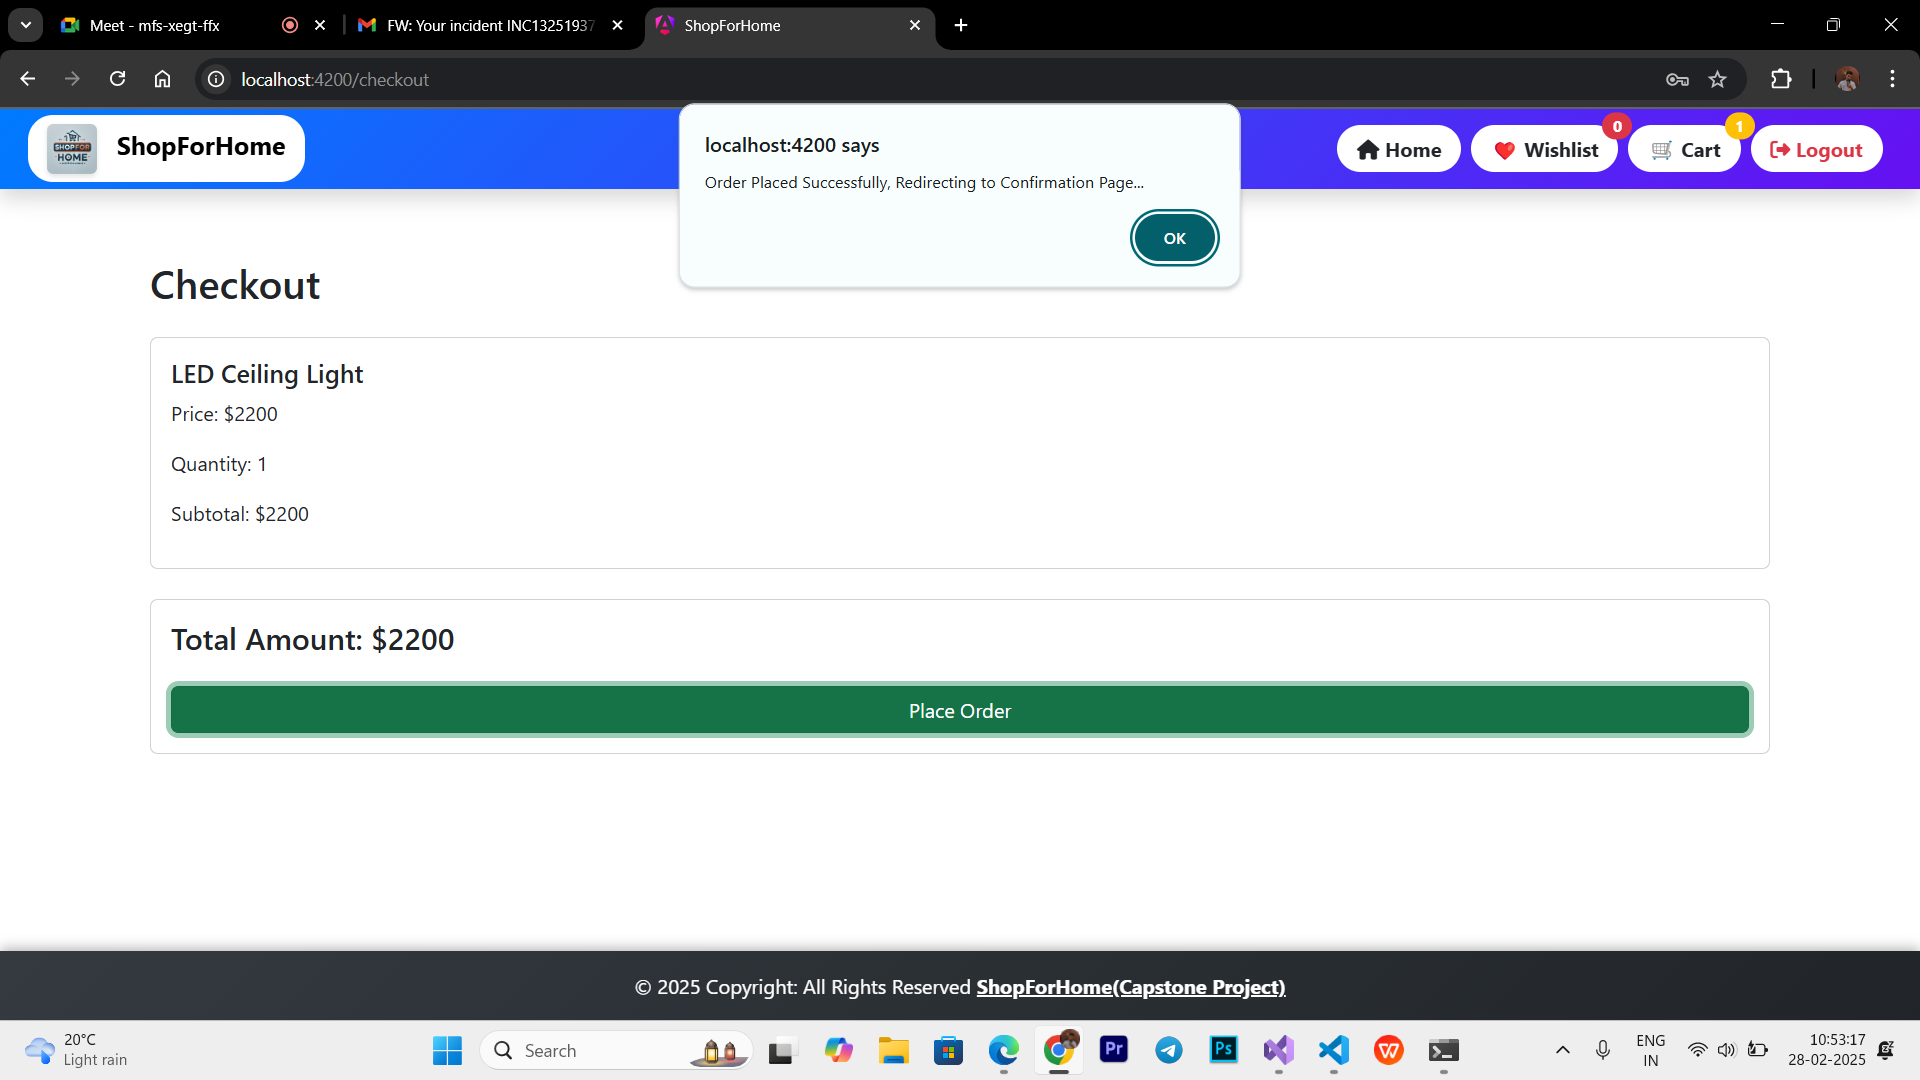 Meet - mfs-xegt-ffx
FW: Your incident INC13251937
ShopForHome
localhost:4200/checkout
SHOPFOR
HOME
ShopForHome
localhost:4200 says
Order Placed Successfully, Redirecting to Confirmation Page...
OK
Home
Wishlist
0
Cart
1
Logout
Checkout
LED Ceiling Light
Price: $2200
Quantity: 1
Subtotal: $2200
Total Amount: $2200
Place Order
© 2025 Copyright: All Rights Reserved ShopForHome(Capstone Project)
20°C
Light rain
Search
Pr
Ps
W
ENG
IN
10:53:17
28-02-2025